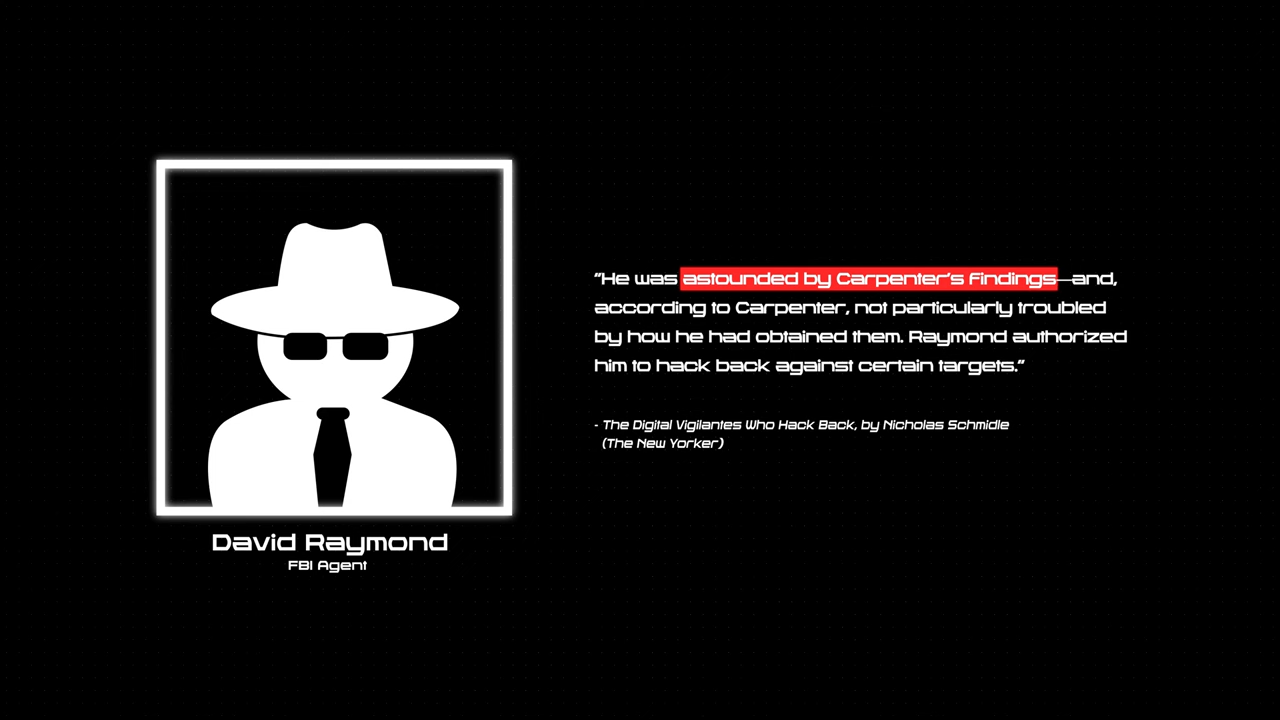 "He was astounded by Carpenter's findings—and,
according to Carpenter, not particularly troubled
by how he had obtained them. Raymond authorized
him to hack back against certain targets."
- The Digital Vigilantes Who Hack Back, by Nicholas Schmidle
(The New Yorker)
David Raymond
FBI Agent